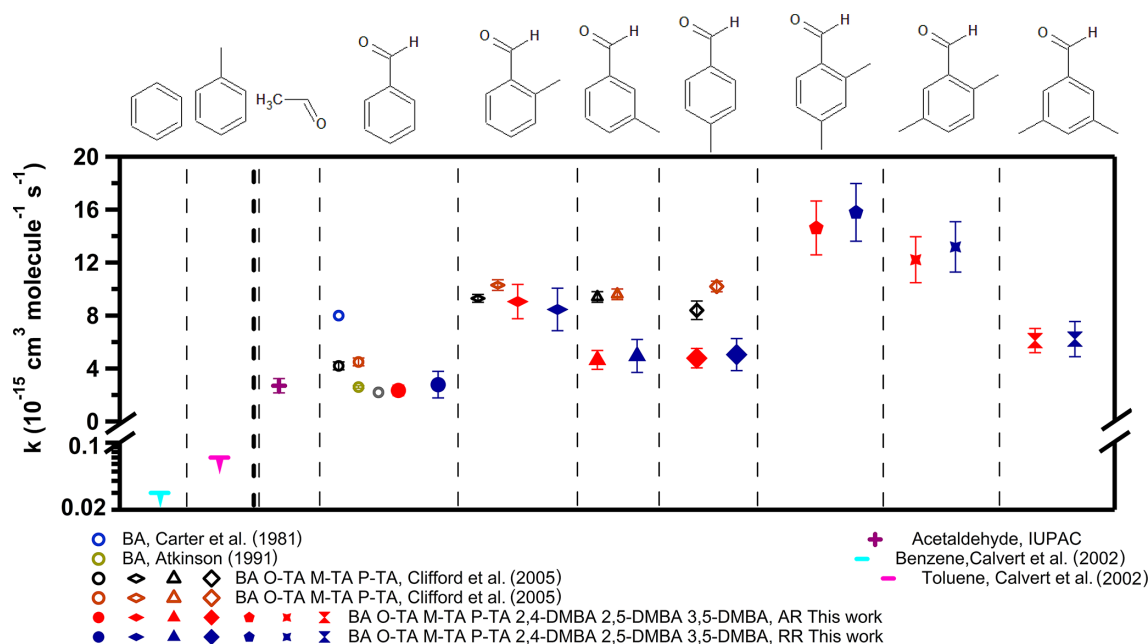 O H
O H
O H
O H
O H
O H
O H
H₃C
O
k (10⁻¹⁵ cm³ molecule⁻¹ s⁻¹)
20
16
12
8
4
0
0.1
0.02
BA, Carter et al. (1981)
BA, Atkinson (1991)
BA O-TA M-TA P-TA, Clifford et al. (2005)
BA O-TA M-TA P-TA, Clifford et al. (2005)
BA O-TA M-TA P-TA 2,4-DMBA 2,5-DMBA 3,5-DMBA, AR This work
BA O-TA M-TA P-TA 2,4-DMBA 2,5-DMBA 3,5-DMBA, RR This work
Acetaldehyde, IUPAC
Benzene,Calvert et al. (2002)
Toluene, Calvert et al.(2002)